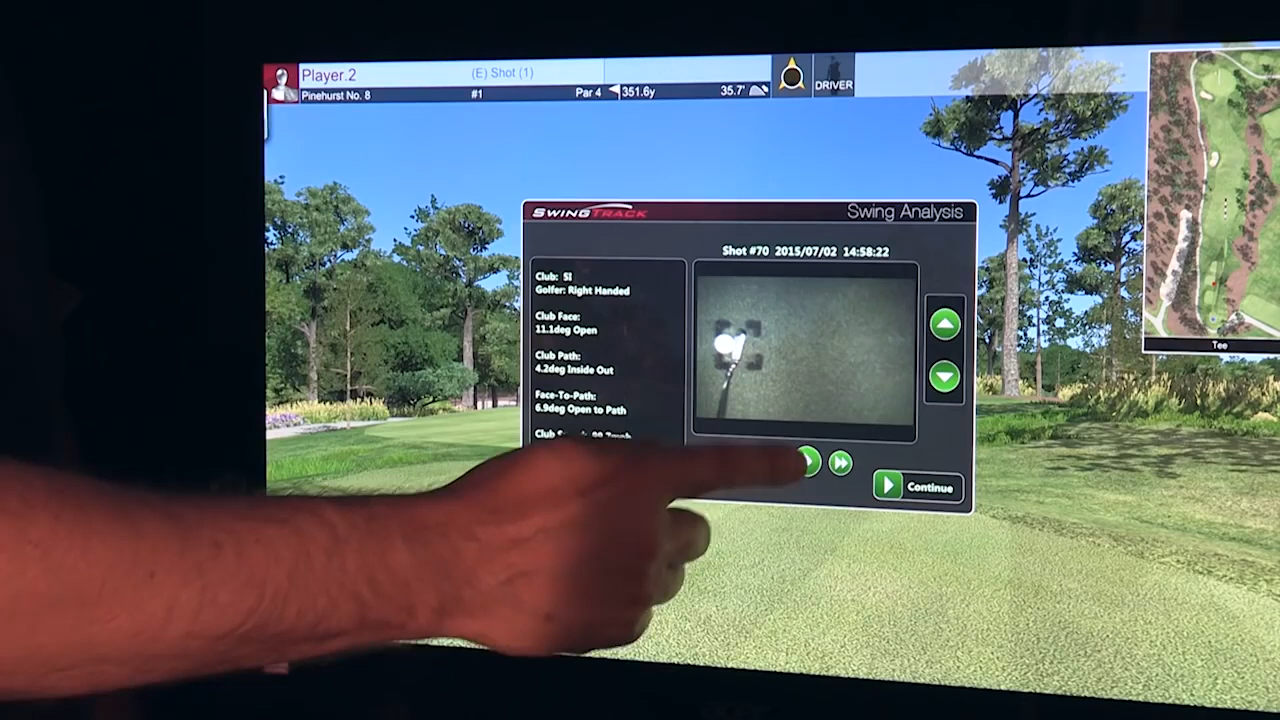 Player.2
(E) Shot (1)
Pinehurst No. 8
#1
Par 4
351.6y
35.7'
DRIVER
SWINGTRACK
Swing Analysis
Shot #70 2015/07/02 14:58:22
Club: 5I
Golfer: Right Handed
Club Face:
11.1deg Open
Club Path:
4.2deg Inside Out
Face-To-Path:
6.9deg Open to Path
Club
Continue
Tee